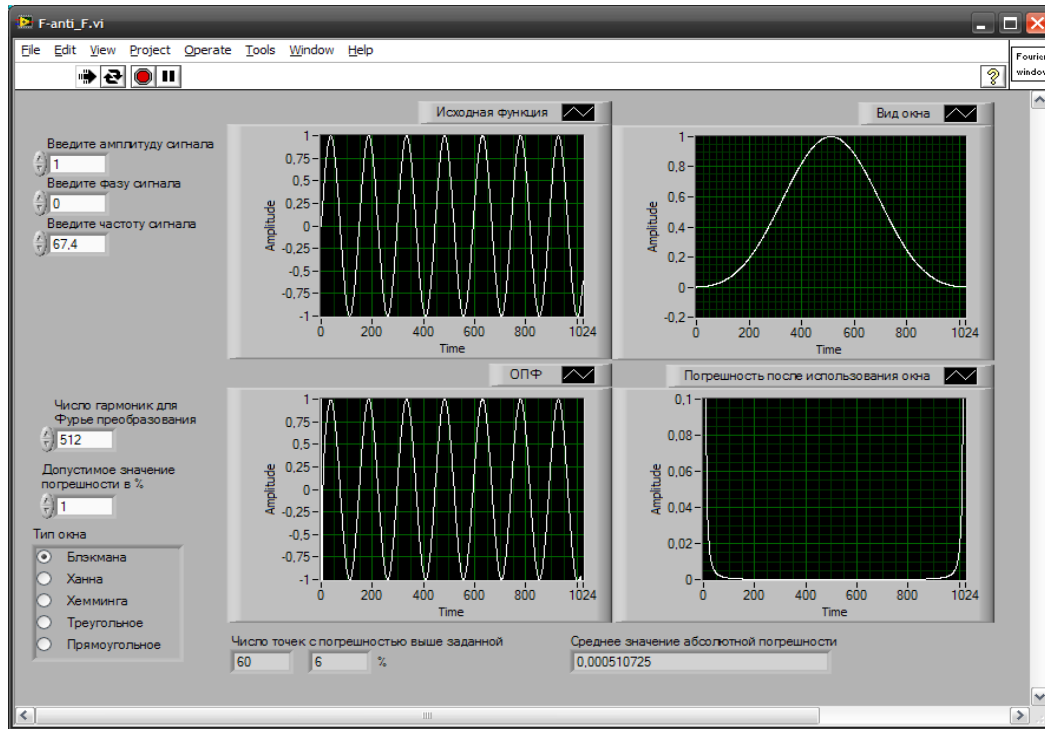 F-anti_F.vi
File Edit View Project Operate Tools Window Help
Fourier
window
Введите амплитуду сигнала
1
Введите фазу сигнала
0
Введите частоту сигнала
67,4
Исходная функция
1
0,75
0,5
0,25
0
-0,25
-0,5
-0,75
-1
Amplitude
0 200 400 600 800 1024
Time
Вид окна
1
0,8
0,6
0,4
0,2
0
-0,2
Amplitude
0 200 400 600 800 1024
Time
Число гармоник для
Фурье преобразования
512
Допустимое значение
погрешности в %
1
Тип окна
Блэкмана
Ханна
Хемминга
Треугольное
Прямоугольное
ОПФ
1
0,75
0,5
0,25
0
-0,25
-0,5
-0,75
-1
Amplitude
0 200 400 600 800 1024
Time
Погрешность после использования окна
0,1
0,08
0,06
0,04
0,02
0
Amplitude
0 200 400 600 800 1024
Time
Число точек с погрешностью выше заданной
60 6 %
Среднее значение абсолютной погрешности
0,000510725